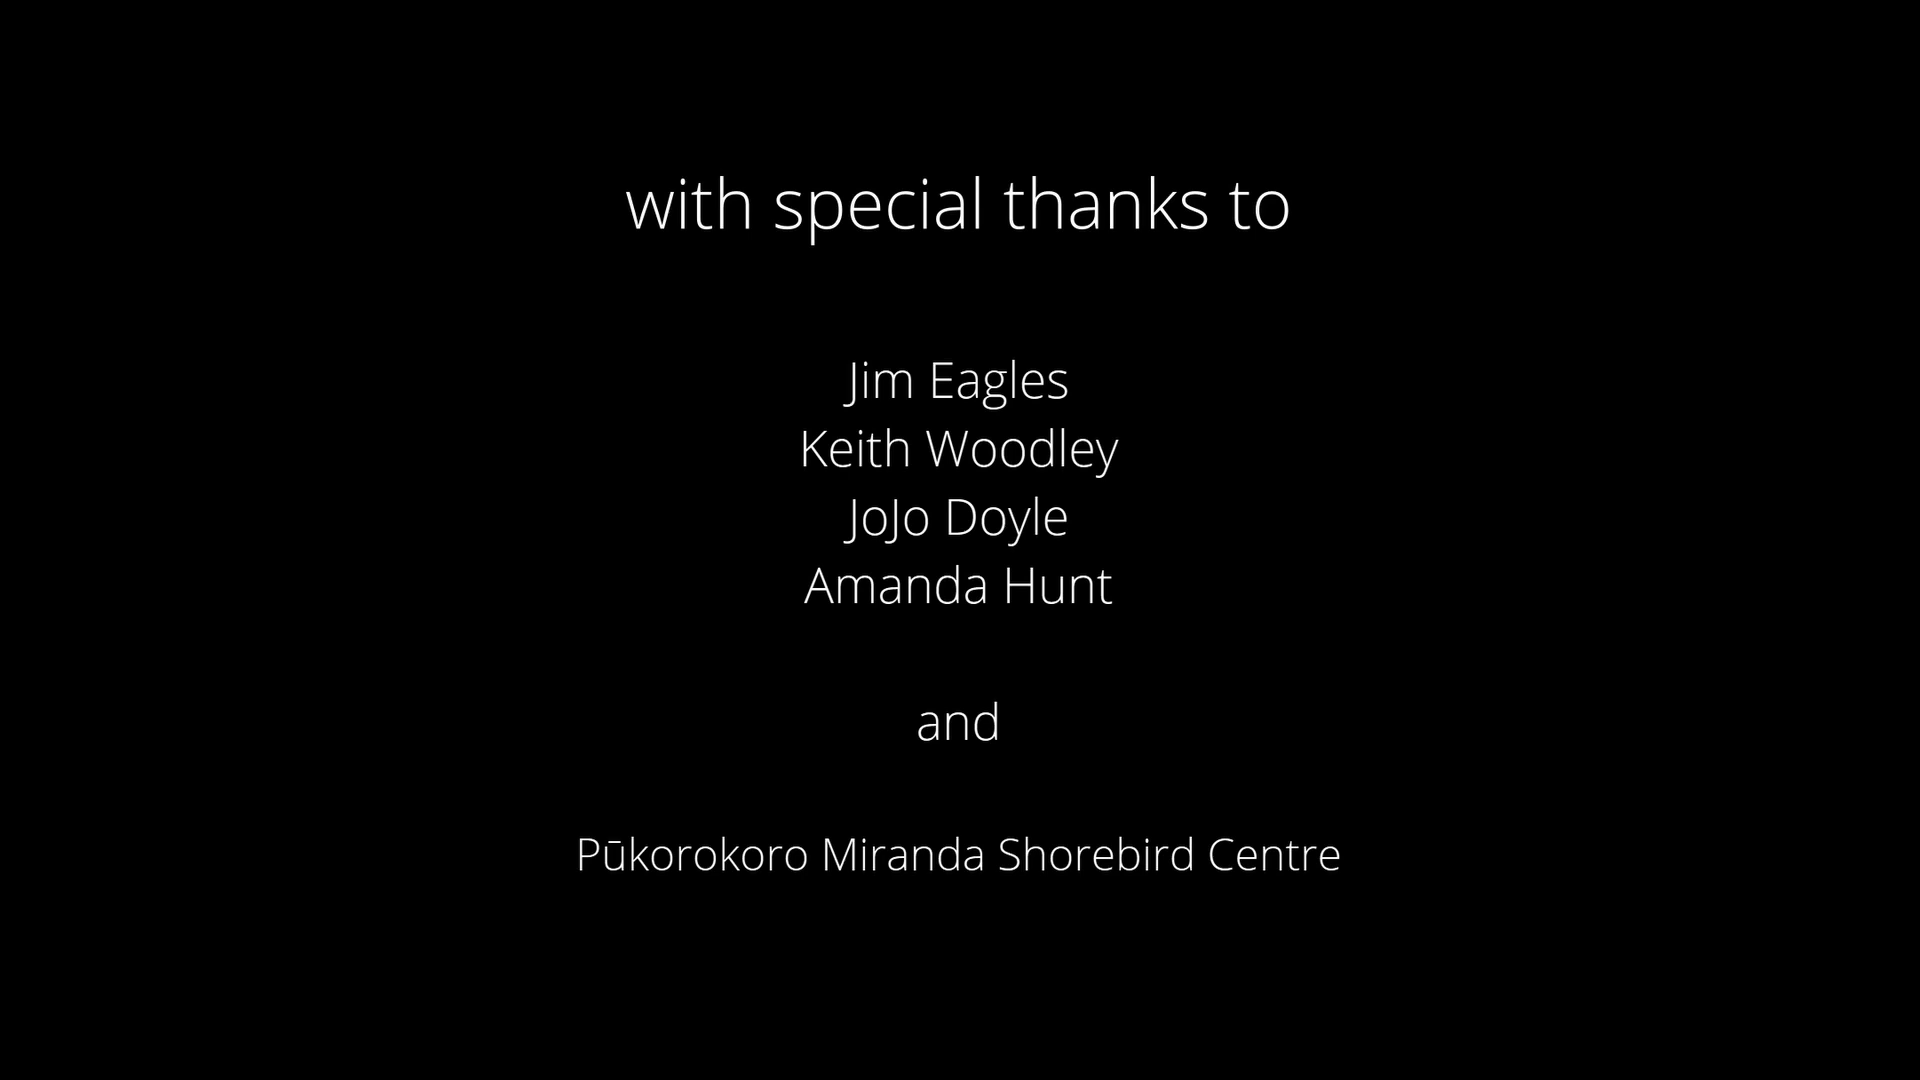 with special thanks to
Jim Eagles
Keith Woodley
JoJo Doyle
Amanda Hunt
and
Pūkorokoro Miranda Shorebird Centre